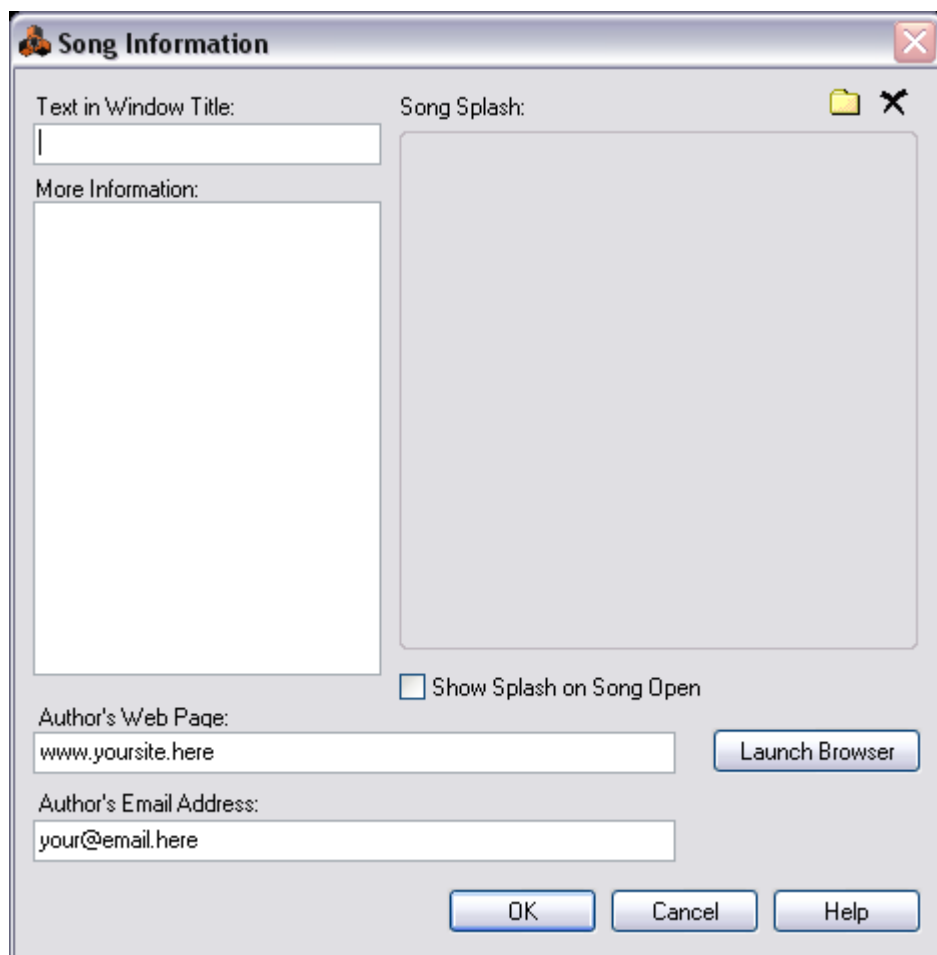 Song Information
Text in Window Title:
Song Splash:
More Information:
Show Splash on Song Open
Author's Web Page:
www.yoursite.here
Launch Browser
Author's Email Address:
your@email.here
OK
Cancel
Help